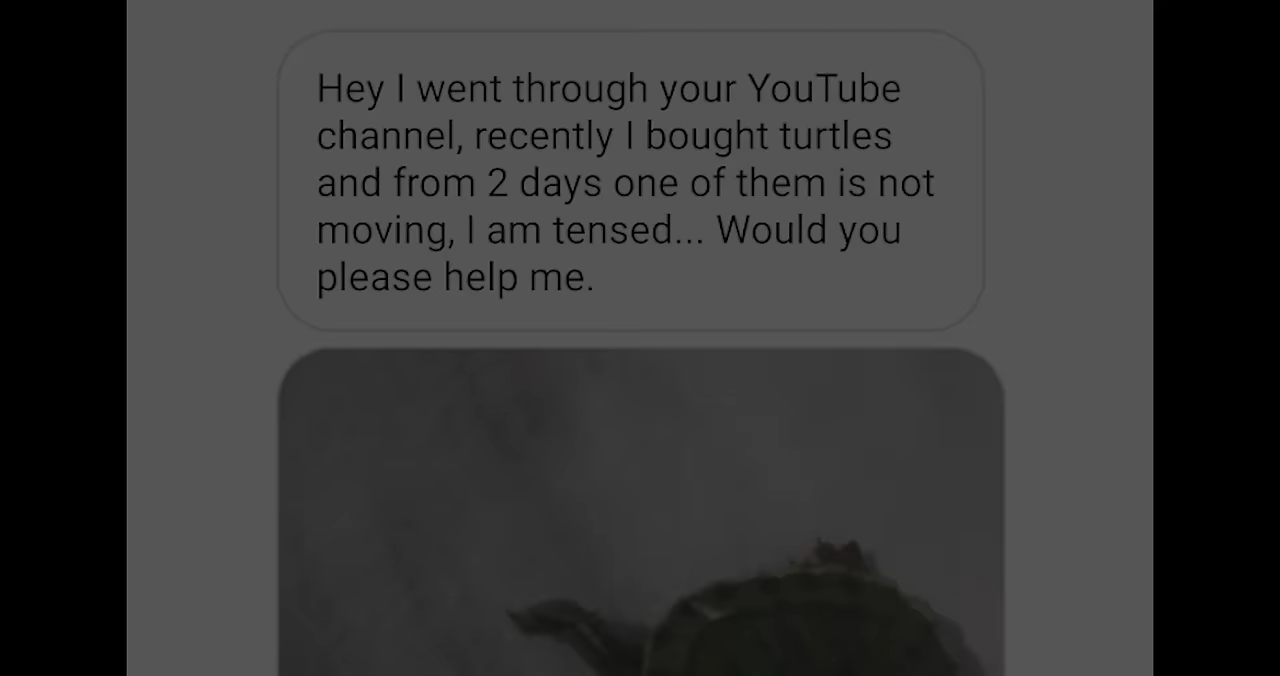 Hey I went through your YouTube
channel, recently I bought turtles
and from 2 days one of them is not
moving, I am tensed... Would you
please help me.